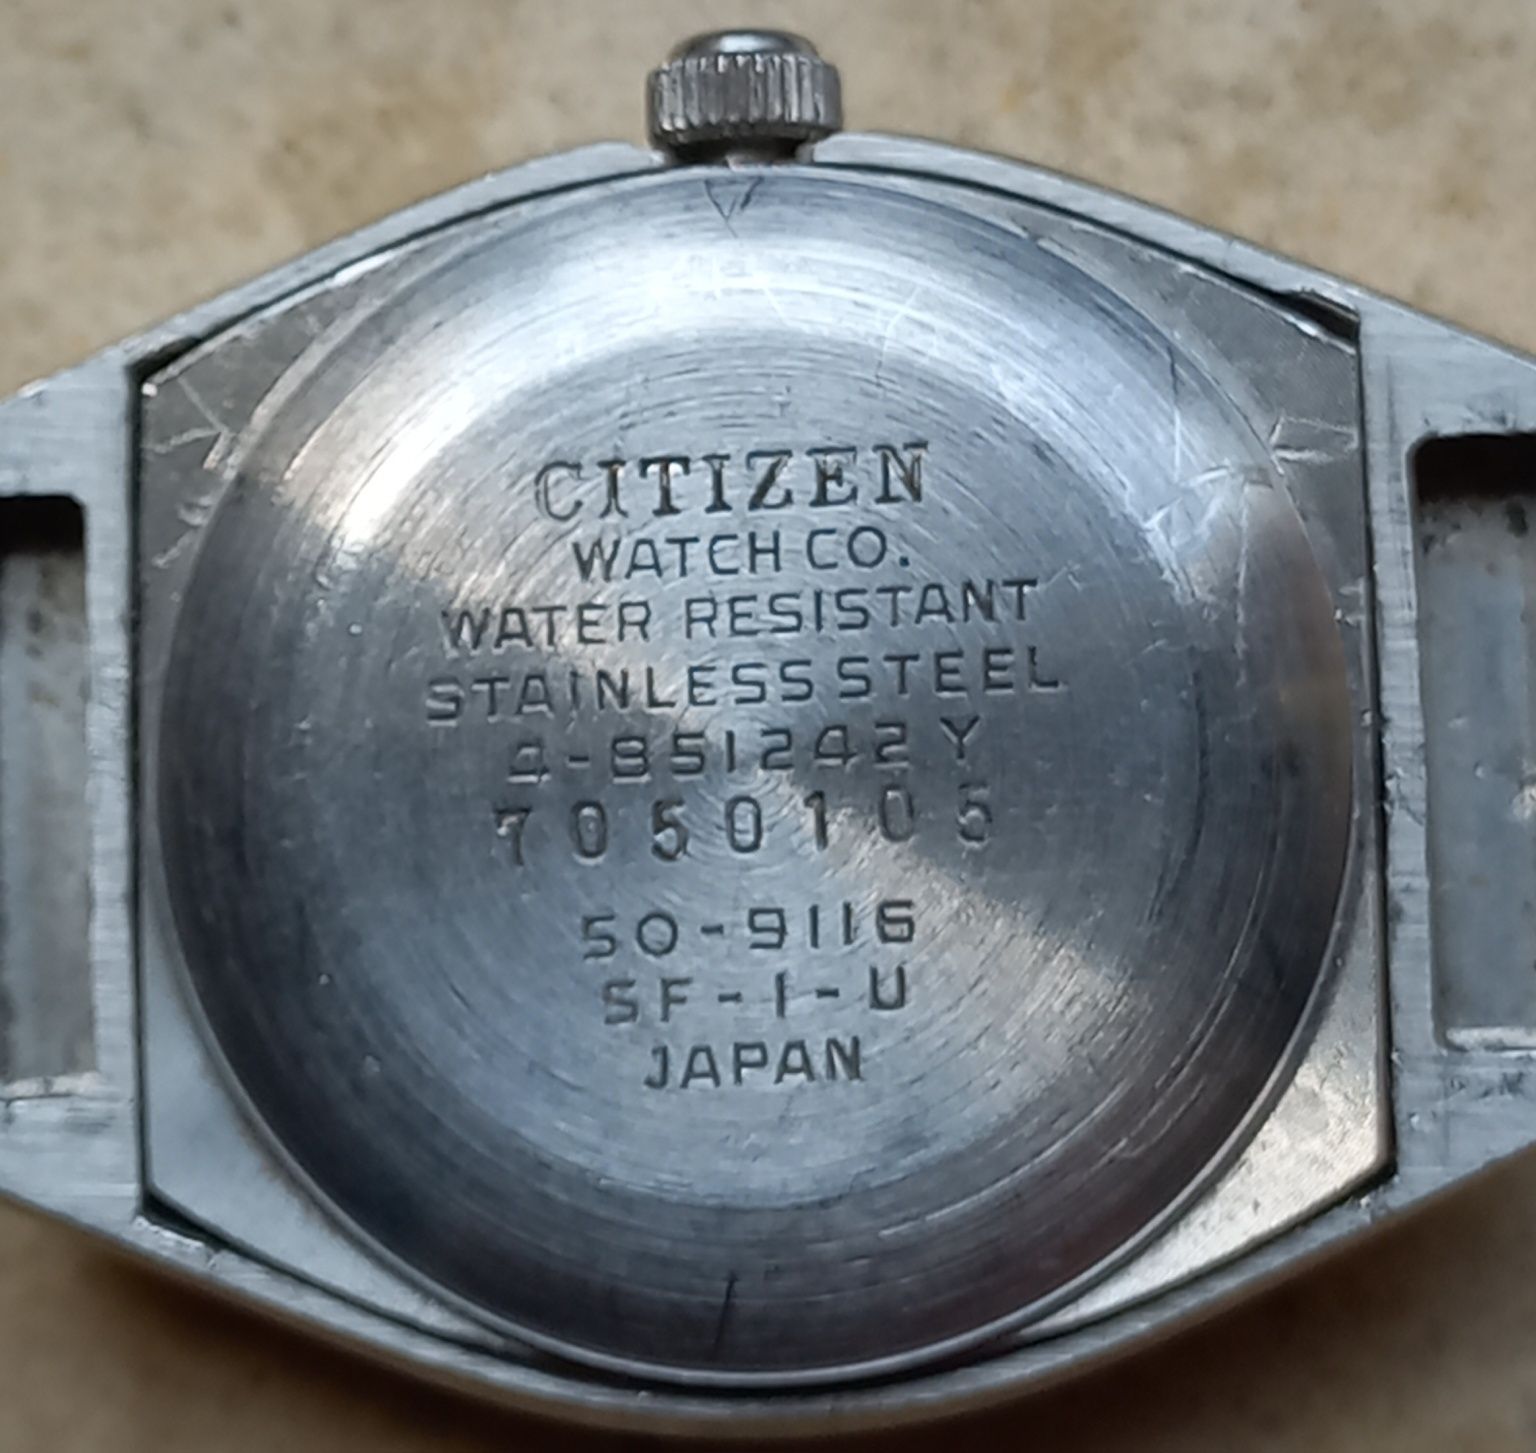 CITIZEN
WATCH CO.
WATER RESISTANT
STAINLESS STEEL
4-851242 Y
7050105
50-9116
SF-1-U
JAPAN